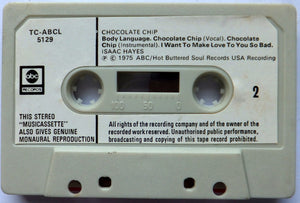 TC-ABCL
5129
CHOCOLATE CHIP
Body Language. Chocolate Chip (Vocal). Chocolate
Chip (Instrumental). I Want To Make Love To You So Bad.
ISAAC HAYES
℗ © 1975 ABC/Hot Buttered Soul Records USA Recording
abc
RECORDS
100 50 0
2
THIS STEREO
"MUSICASSETTE"
ALSO GIVES GENUINE
MONAURAL REPRODUCTION
All rights of the recording company and of the owner of the
recorded work reserved. Unauthorised public performance,
broadcasting and copying of this tape record prohibited.